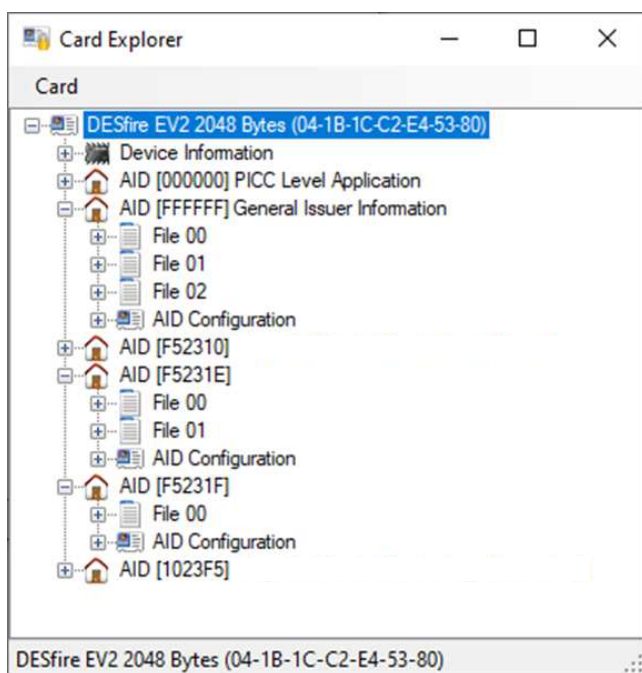 Card Explorer
Card
DESfire EV2 2048 Bytes (04-1B-1C-C2-E4-53-80)
Device Information
AID [000000] PICC Level Application
AID [FFFFFF] General Issuer Information
File 00
File 01
File 02
AID Configuration
AID [F52310]
AID [F5231E]
File 00
File 01
AID Configuration
AID [F5231F]
File 00
AID Configuration
AID [1023F5]
DESfire EV2 2048 Bytes (04-1B-1C-C2-E4-53-80)